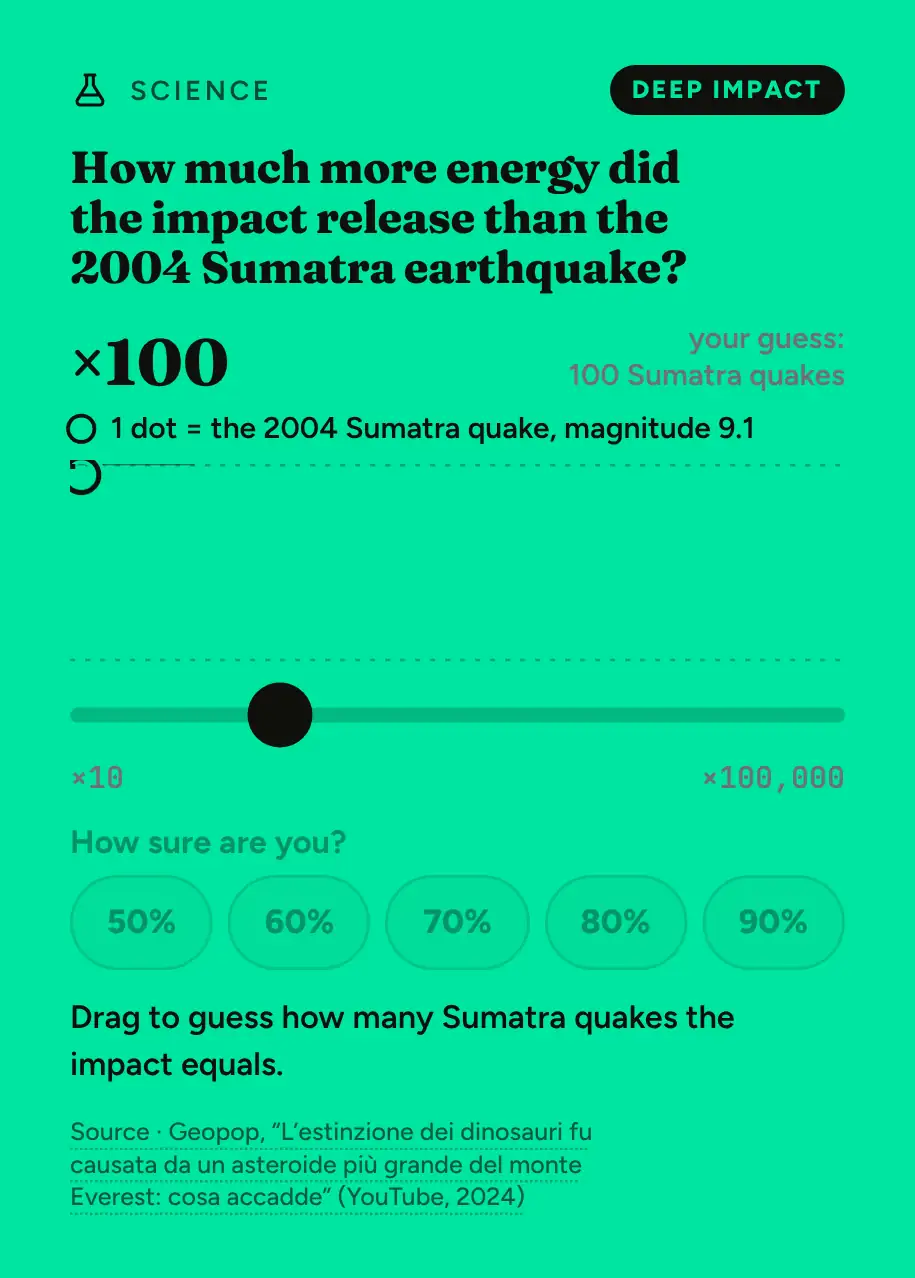 SCIENCE
DEEP IMPACT
How much more energy did
the impact release than the
2004 Sumatra earthquake?
×100
your guess:
100 Sumatra quakes
1 dot = the 2004 Sumatra quake, magnitude 9.1
×10
×100,000
How sure are you?
50%
60%
70%
80%
90%
Drag to guess how many Sumatra quakes the
impact equals.
Source · Geopop, “L’estinzione dei dinosauri fu
causata da un asteroide più grande del monte
Everest: cosa accadde” (YouTube, 2024)